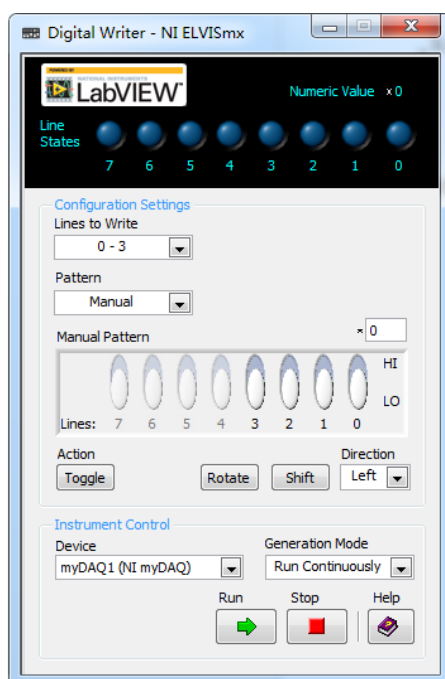 Digital Writer - NI ELVISmx
POWERED BY
NATIONAL INSTRUMENTS
LabVIEW™
Numeric Value × 0
Line
States
7 6 5 4 3 2 1 0
Configuration Settings
Lines to Write
0 - 3
Pattern
Manual
Manual Pattern
× 0
HI
LO
Lines: 7 6 5 4 3 2 1 0
Action Direction
Toggle Rotate Shift Left
Instrument Control
Device Generation Mode
myDAQ1 (NI myDAQ) Run Continuously
Run Stop Help